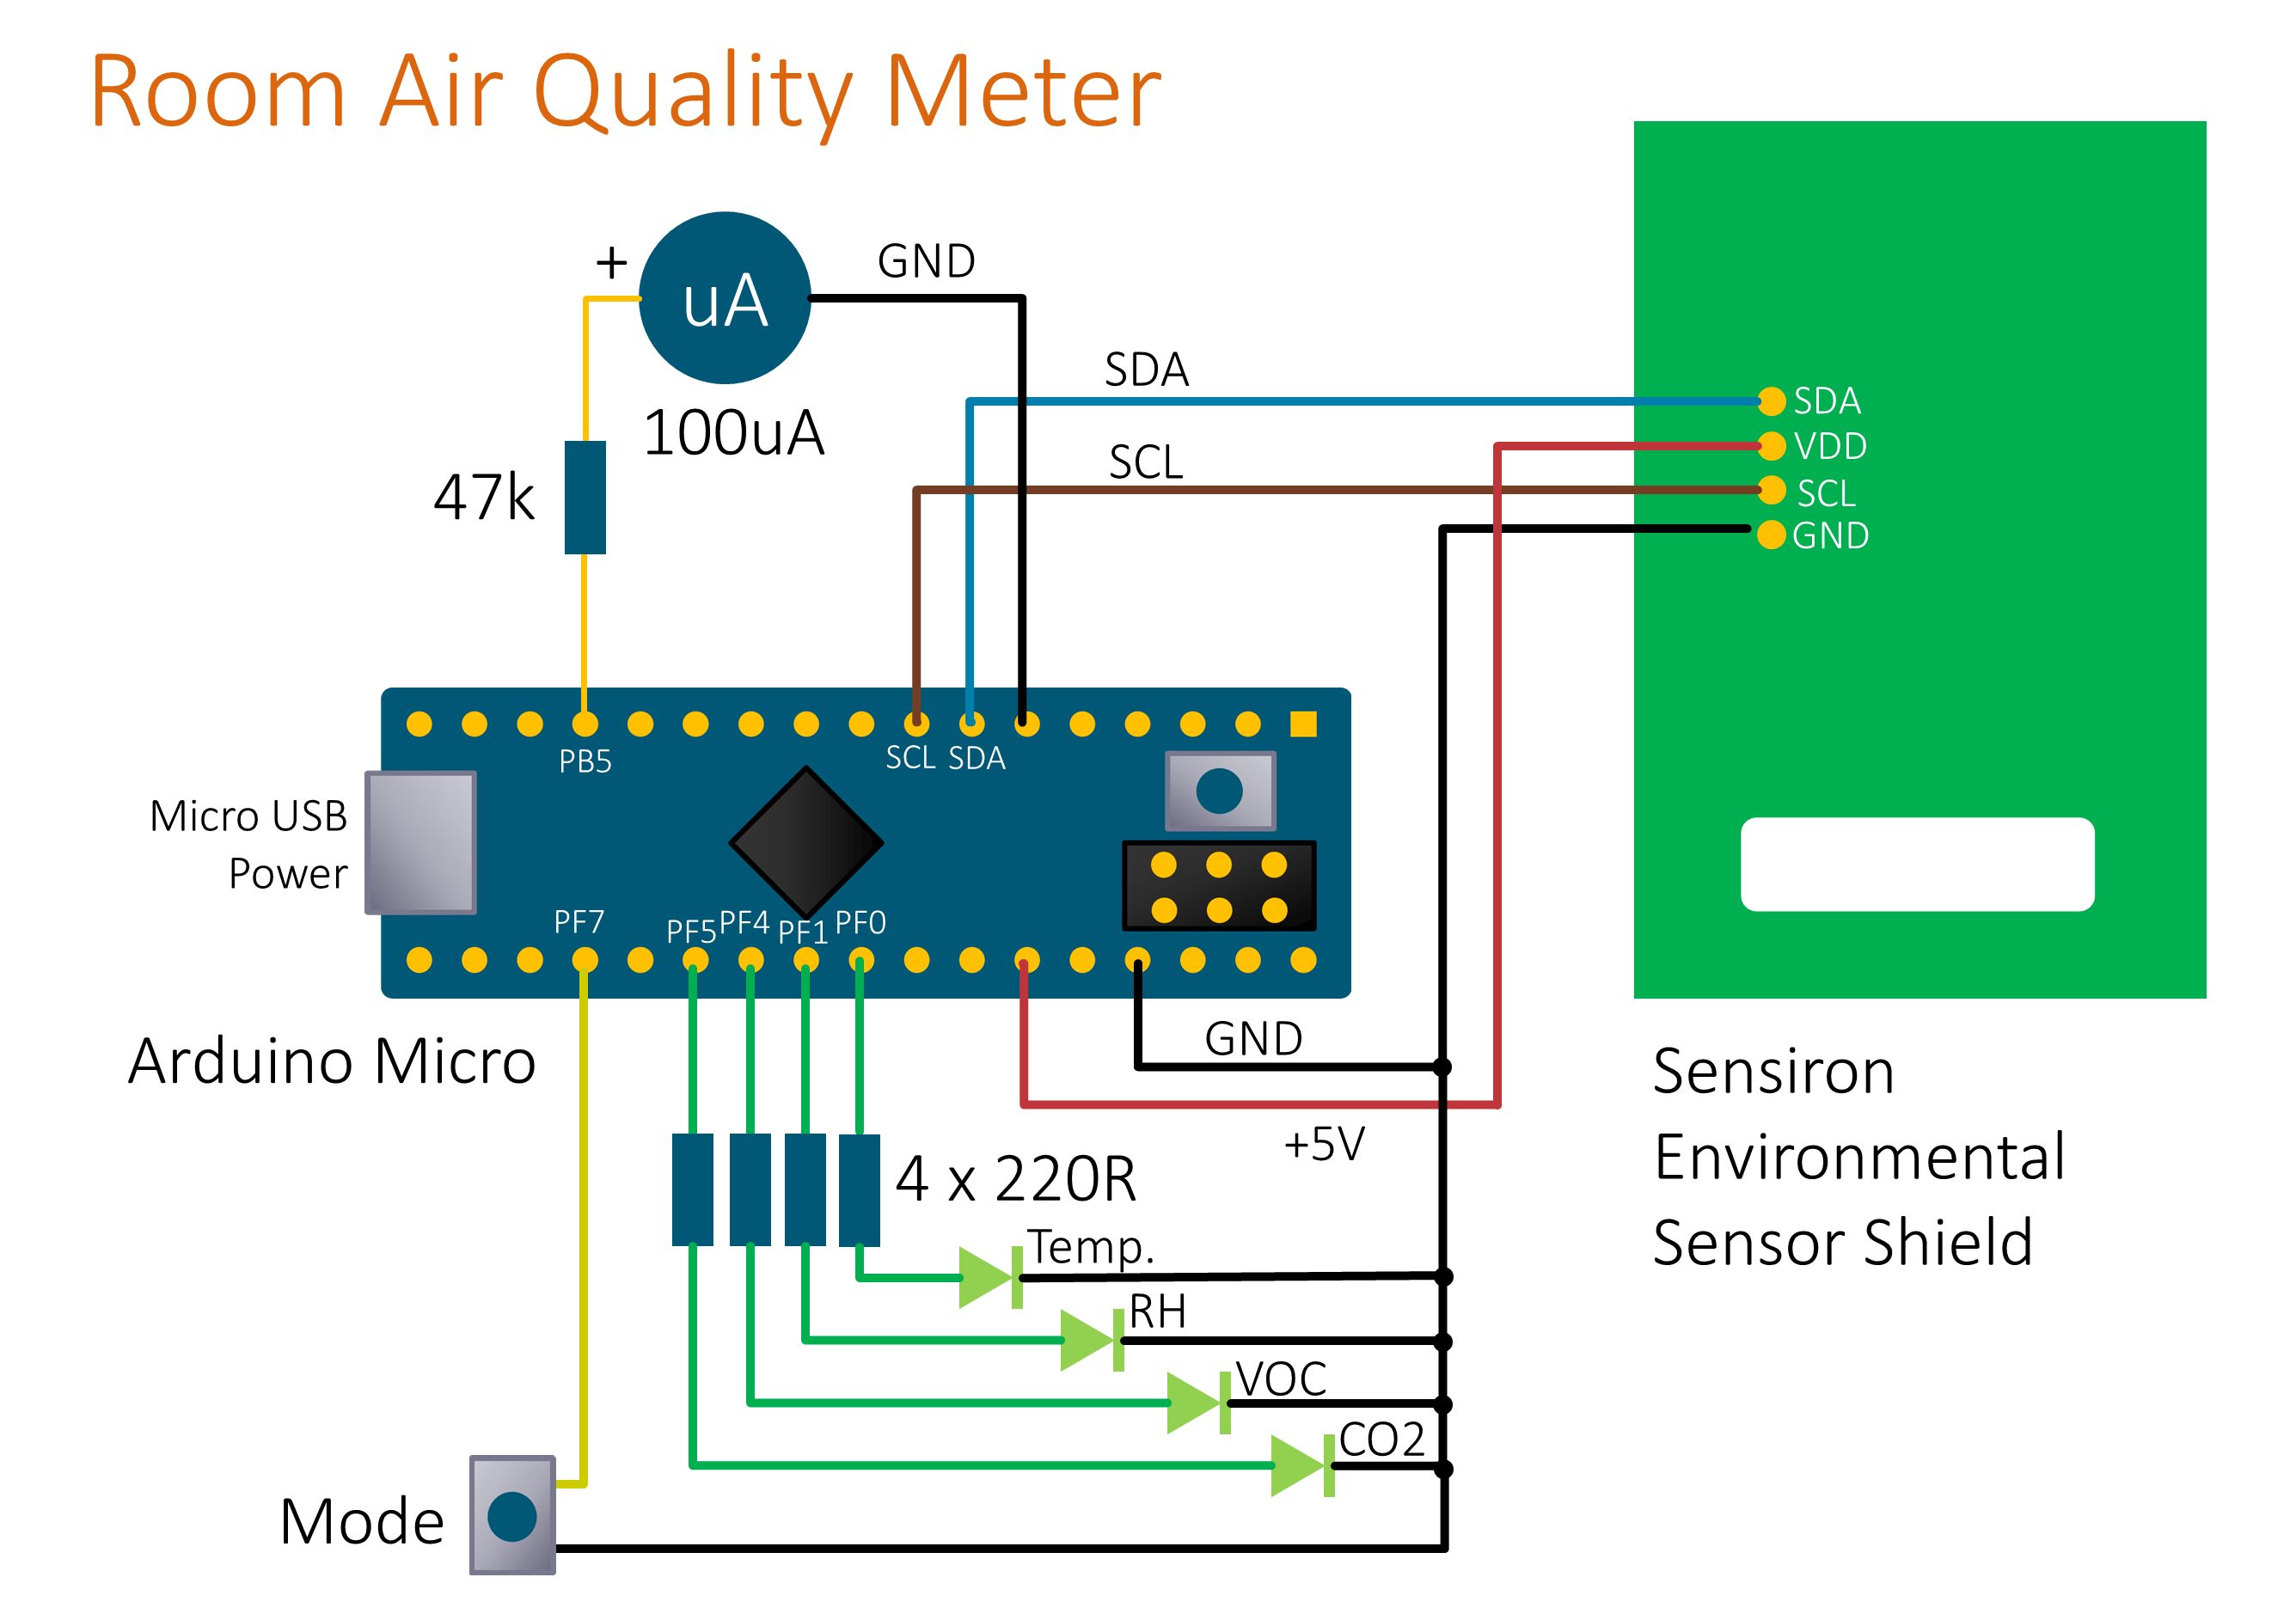 Room Air Quality Meter
+
uA
GND
100uA
47k
SDA
SCL
SDA
VDD
SCL
GND
PB5
SCL
SDA
Micro USB
Power
PF7
PF5
PF4
PF1
PF0
Arduino Micro
GND
+5V
4 x 220R
Temp.
RH
VOC
CO2
Mode
Sensiron
Environmental
Sensor Shield